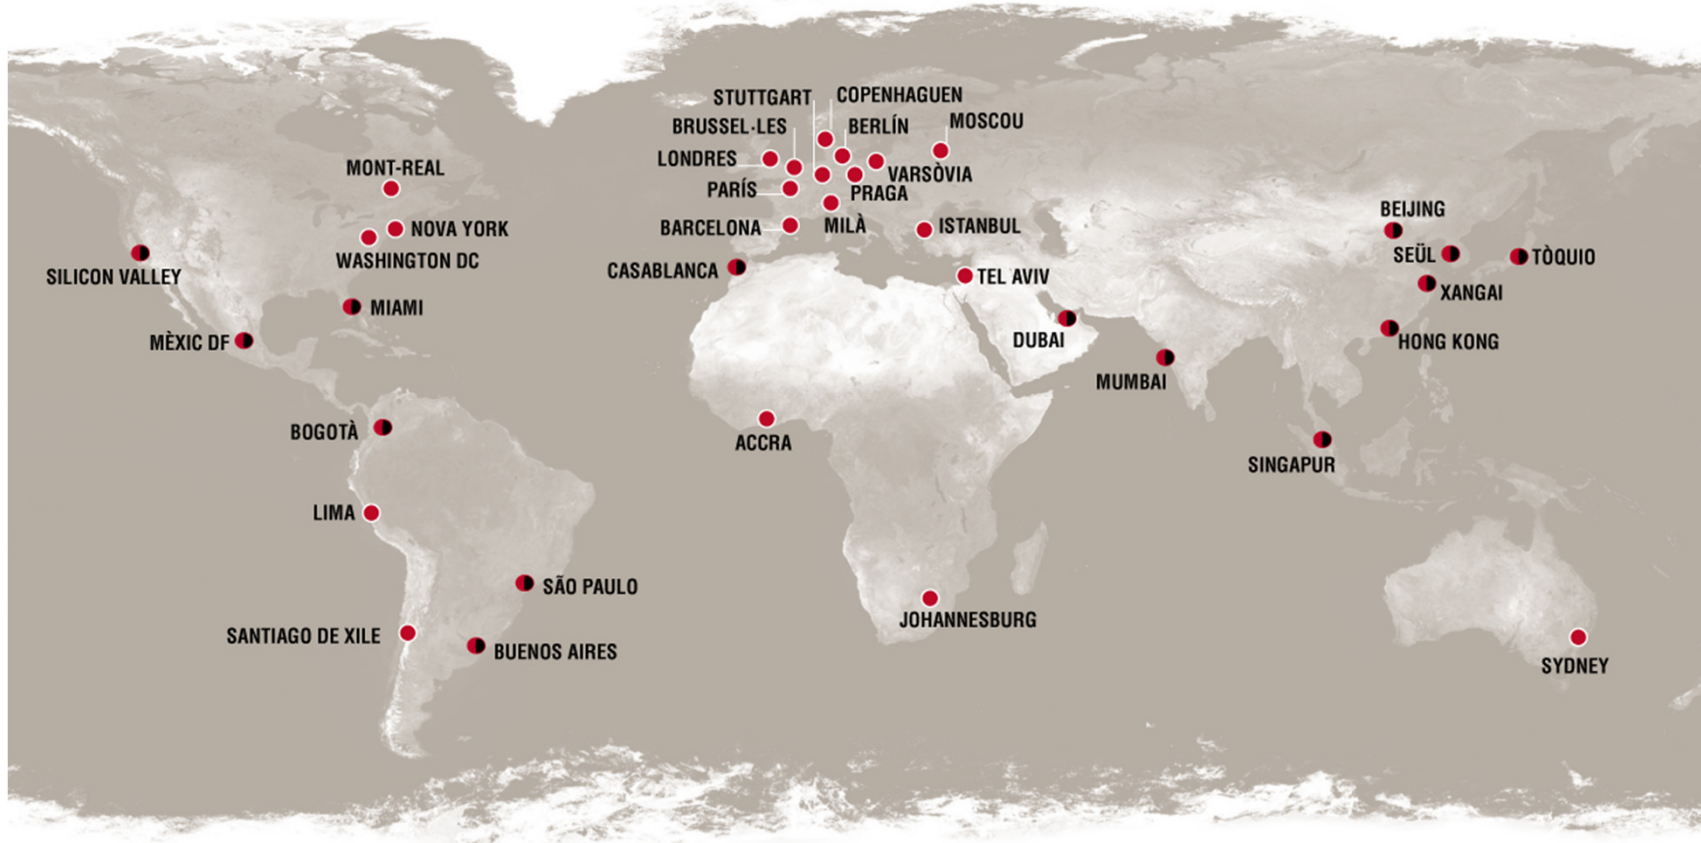 STUTTGART
COPENHAGUEN
BRUSSEL·LES
BERLÍN
MOSCOU
LONDRES
MONT-REAL
PARÍS
VARSÒVIA
PRAGA
BEIJING
NOVA YORK
BARCELONA
MILÀ
ISTANBUL
SEÜL
TÒQUIO
WASHINGTON DC
SILICON VALLEY
CASABLANCA
TEL AVIV
XANGAI
MIAMI
MÈXIC DF
DUBAI
HONG KONG
MUMBAI
BOGOTÀ
ACCRA
SINGAPUR
LIMA
SÃO PAULO
JOHANNESBURG
SANTIAGO DE XILE
BUENOS AIRES
SYDNEY